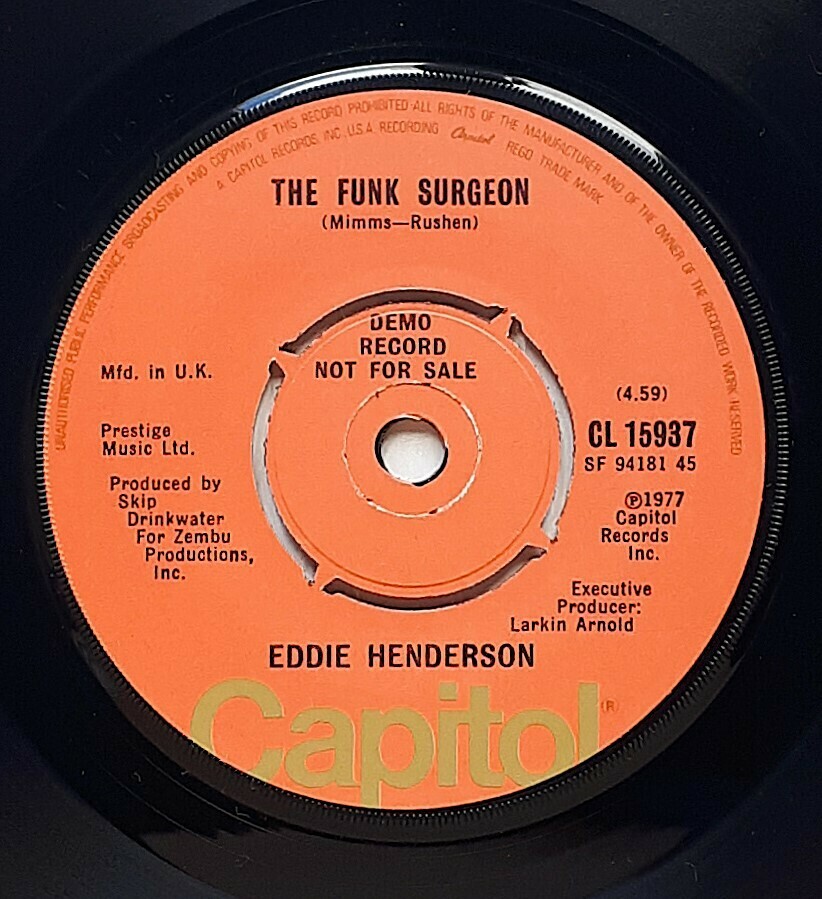 UNAUTHORISED PUBLIC PERFORMANCE BROADCASTING AND COPYING OF THIS RECORD PROHIBITED·ALL RIGHTS OF THE MANUFACTURER AND OF THE OWNER OF THE RECORDED WORK RESERVED
A CAPITOL RECORDS, INC. U.S.A. RECORDING Capitol REGD TRADE MARK
THE FUNK SURGEON
(Mimms—Rushen)
DEMO
RECORD
NOT FOR SALE
Mfd. in U.K.
Prestige
Music Ltd.
Produced by
Skip
Drinkwater
For Zembu
Productions,
Inc.
(4.59)
CL 15937
SF 94181 45
℗1977
Capitol
Records
Inc.
Executive
Producer:
Larkin Arnold
EDDIE HENDERSON
Capitol (R)